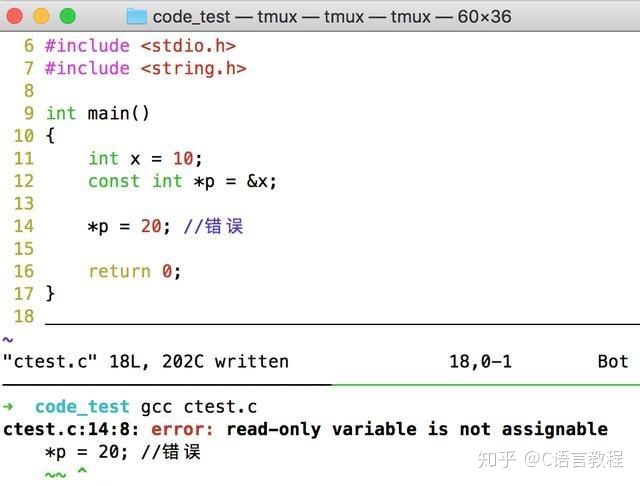 code_test — tmux — tmux — tmux — 60×36
6 #include <stdio.h>
7 #include <string.h>
8
9 int main()
10 {
11     int x = 10;
12     const int *p = &x;
13
14     *p = 20; //错误
15
16     return 0;
17 }
18
~
"ctest.c" 18L, 202C written 18,0-1 Bot
➜  code_test gcc ctest.c
ctest.c:14:8: error: read-only variable is not assignable
    *p = 20; //错误
    ~~ ^
知乎 @C语言教程